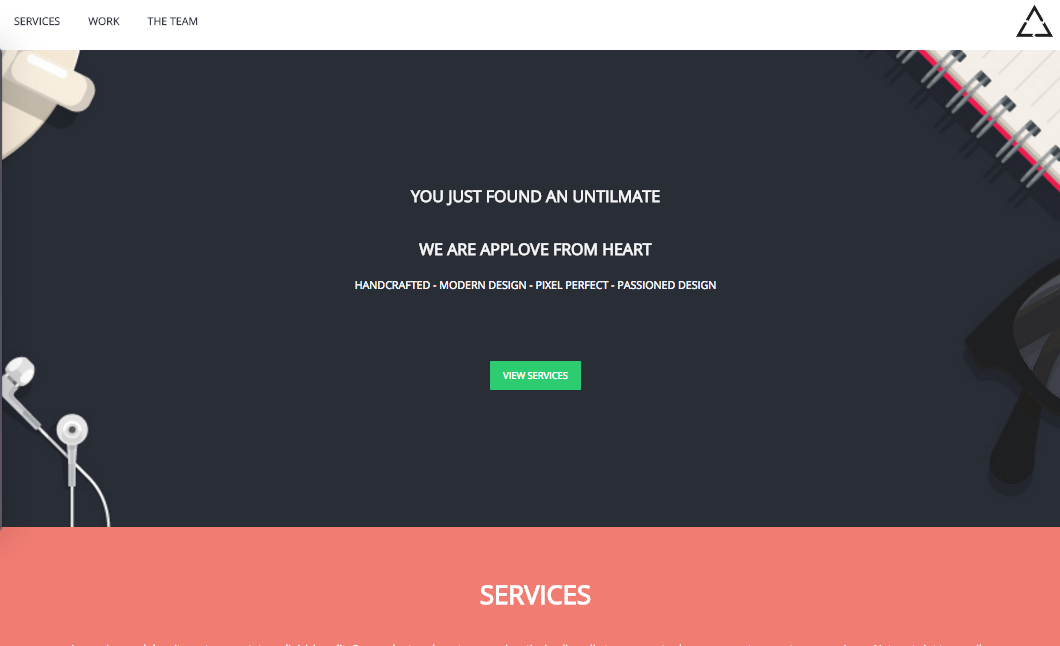 SERVICES WORK THE TEAM
YOU JUST FOUND AN UNTILMATE
WE ARE APPLOVE FROM HEART
HANDCRAFTED - MODERN DESIGN - PIXEL PERFECT - PASSIONED DESIGN
VIEW SERVICES
SERVICES